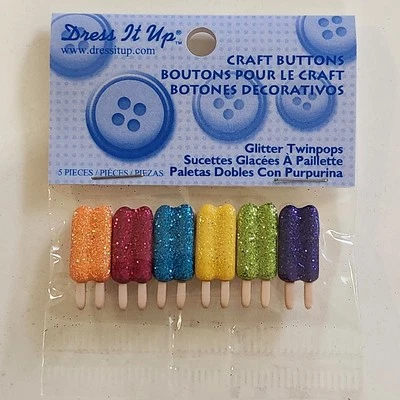 Dress It Up
www.dressitup.com
CRAFT BUTTONS
BOUTONS POUR LE CRAFT
BOTONES DECORATIVOS
Glitter Twinpops
Sucettes Glacées À Paillette
5 PIECES / PIÉCES / PIEZAS Paletas Dobles Con Purpurina